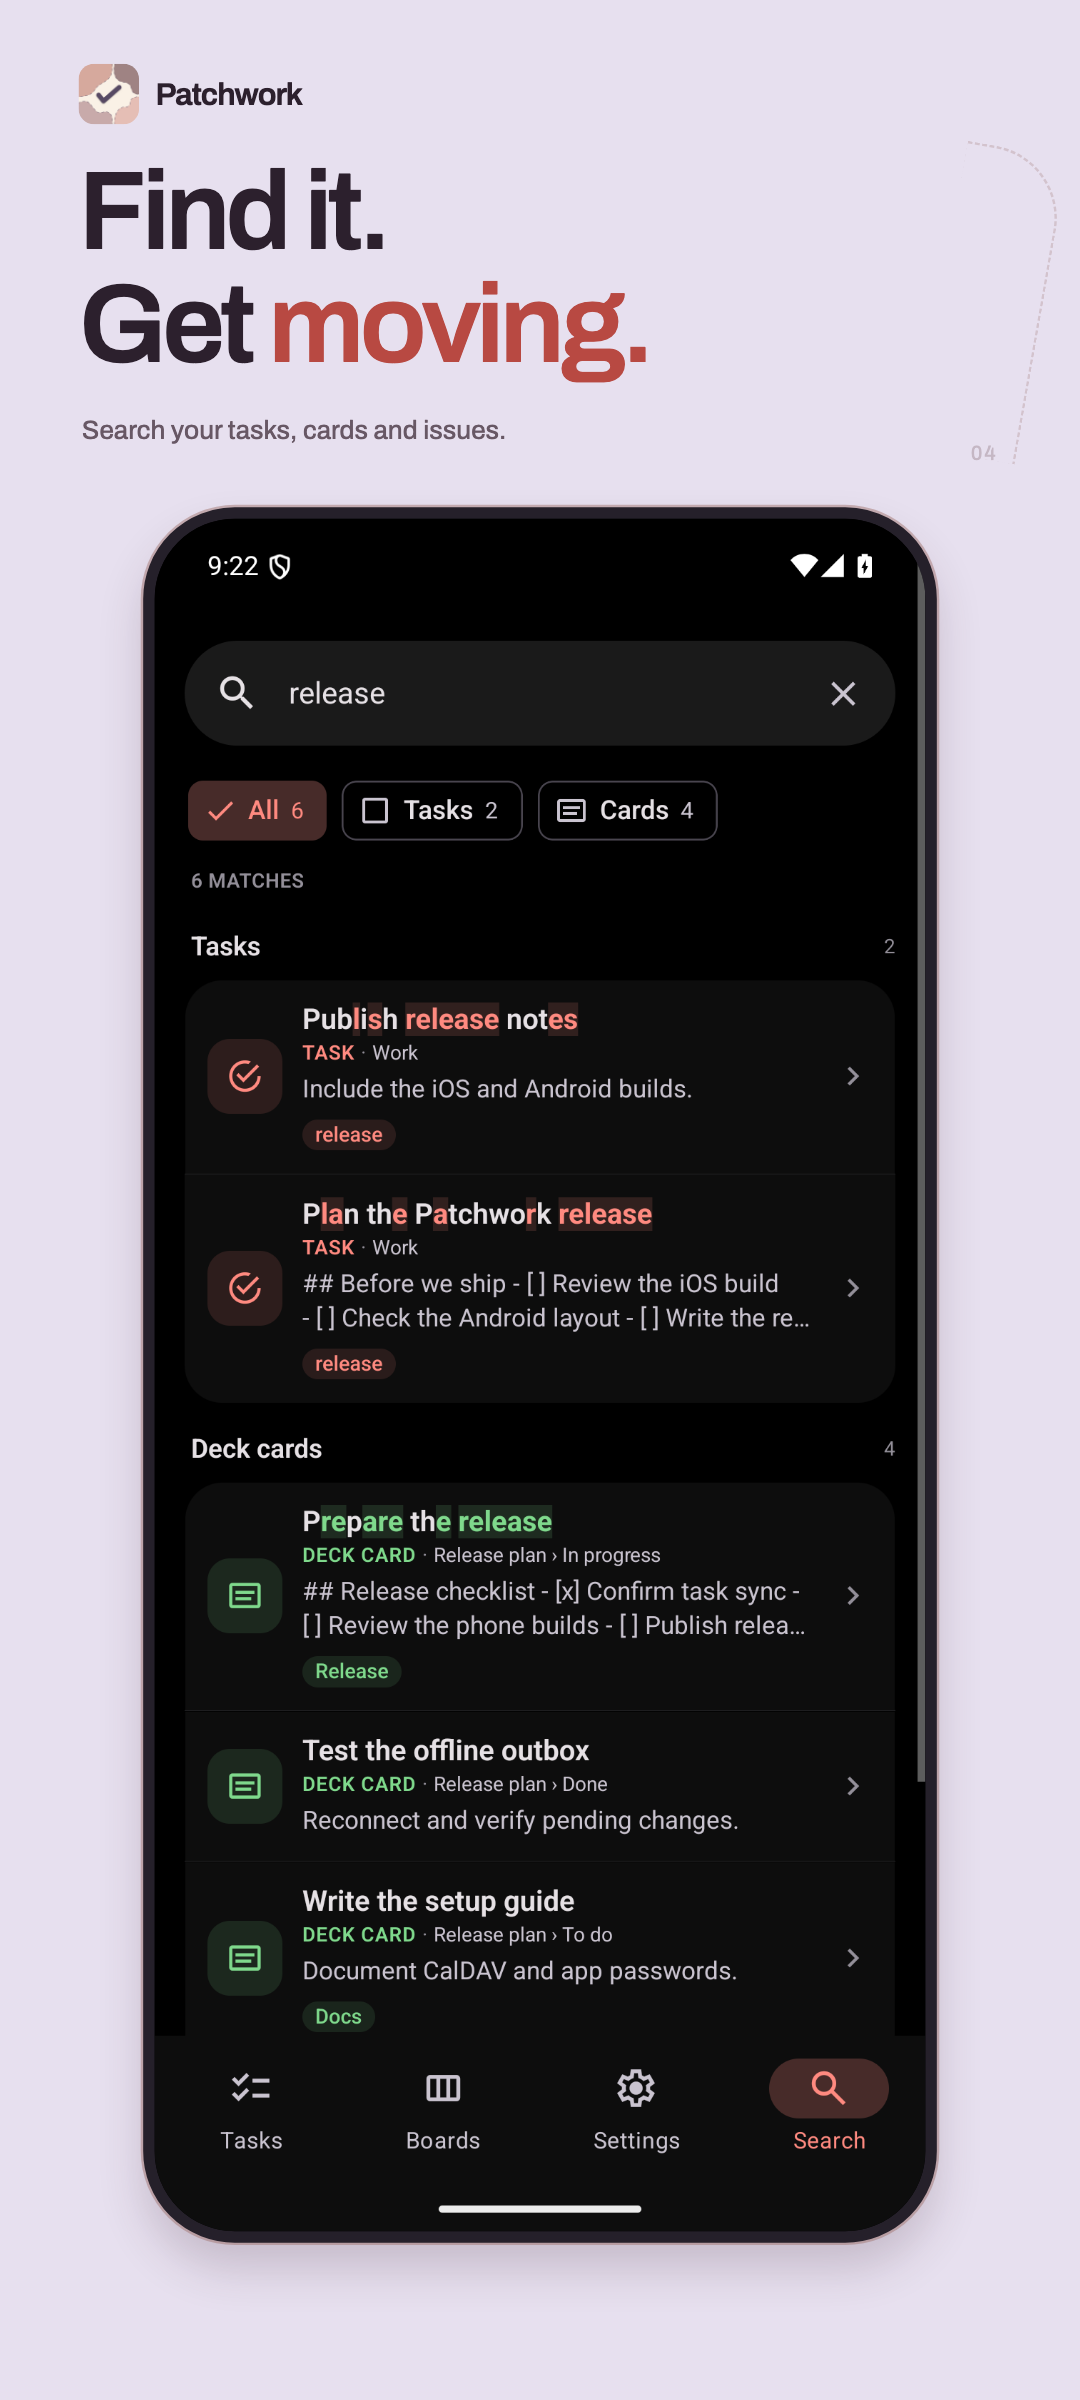 Patchwork
Find it.
Get moving.
Search your tasks, cards and issues.
04
9:22
release
All 6
Tasks 2
Cards 4
6 MATCHES
Tasks 2
Publish release notes
TASK · Work
Include the iOS and Android builds.
release
Plan the Patchwork release
TASK · Work
## Before we ship - [ ] Review the iOS build
- [ ] Check the Android layout - [ ] Write the re...
release
Deck cards 4
Prepare the release
DECK CARD · Release plan › In progress
## Release checklist - [x] Confirm task sync -
[ ] Review the phone builds - [ ] Publish relea...
Release
Test the offline outbox
DECK CARD · Release plan › Done
Reconnect and verify pending changes.
Write the setup guide
DECK CARD · Release plan › To do
Document CalDAV and app passwords.
Docs
Tasks
Boards
Settings
Search